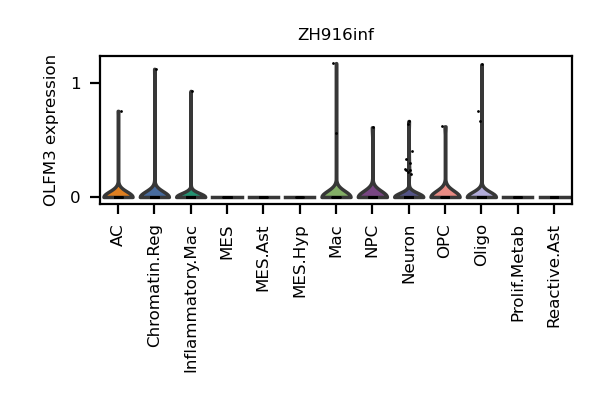 ZH916inf
OLFM3 expression
1
0
AC
Chromatin.Reg
Inflammatory.Mac
MES
MES.Ast
MES.Hyp
Mac
NPC
Neuron
OPC
Oligo
Prolif.Metab
Reactive.Ast